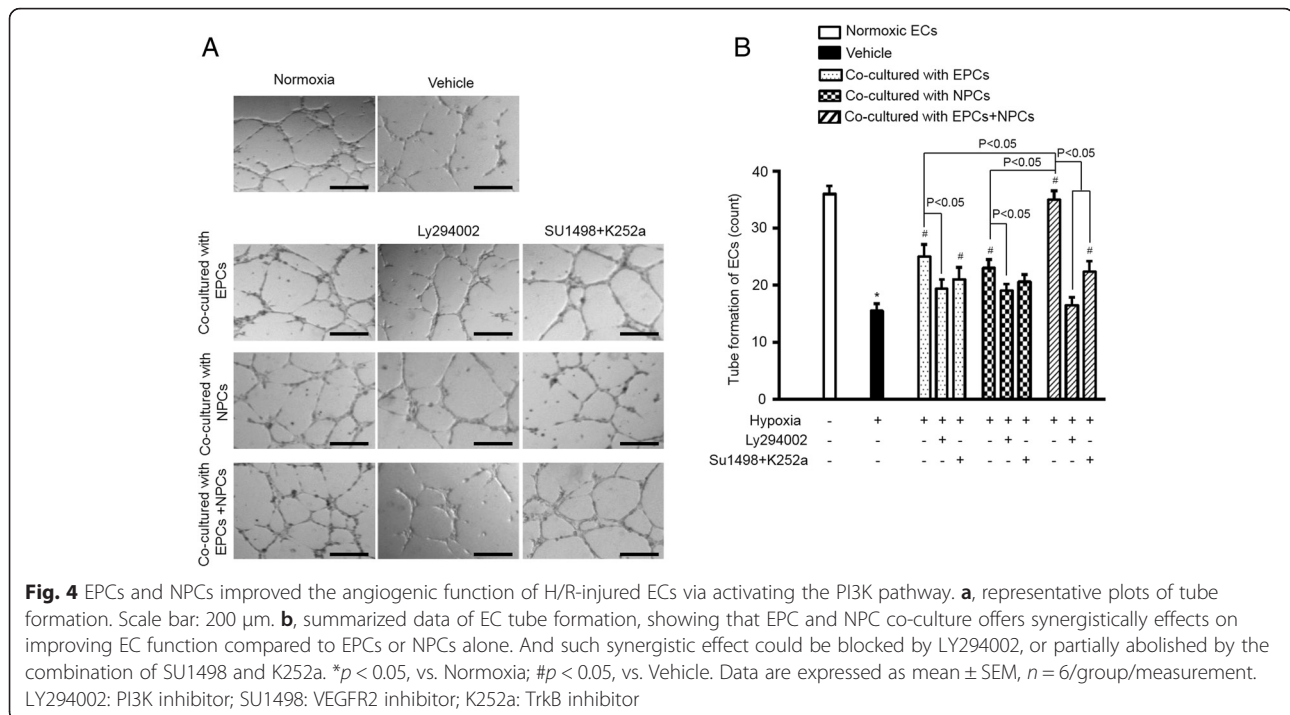 A
Normoxia
Vehicle
Ly294002
SU1498+K252a
Co-cultured with
EPCs
Co-cultured with
NPCs
Co-cultured with
EPCs +NPCs
B
Normoxic ECs
Vehicle
Co-cultured with EPCs
Co-cultured with NPCs
Co-cultured with EPCs+NPCs
P<0.05
P<0.05
P<0.05
P<0.05
P<0.05
Tube formation of ECs (count)
40
30
20
10
0
* # # # # #
Hypoxia - + + + + + + + + + +
Ly294002 - - - + - - + - - + -
Su1498+K252a - - - - + - - + - - +
Fig. 4 EPCs and NPCs improved the angiogenic function of H/R-injured ECs via activating the PI3K pathway. a, representative plots of tube
formation. Scale bar: 200 μm. b, summarized data of EC tube formation, showing that EPC and NPC co-culture offers synergistically effects on
improving EC function compared to EPCs or NPCs alone. And such synergistic effect could be blocked by LY294002, or partially abolished by the
combination of SU1498 and K252a. *p < 0.05, vs. Normoxia; #p < 0.05, vs. Vehicle. Data are expressed as mean ± SEM, n = 6/group/measurement.
LY294002: PI3K inhibitor; SU1498: VEGFR2 inhibitor; K252a: TrkB inhibitor